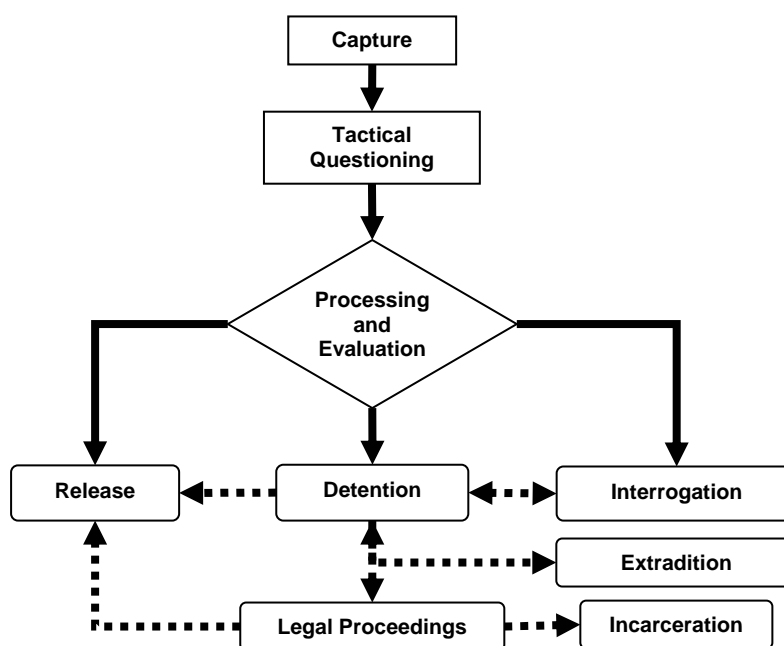 Capture
Tactical
Questioning
Processing
and
Evaluation
Release
Detention
Interrogation
Extradition
Legal Proceedings
Incarceration